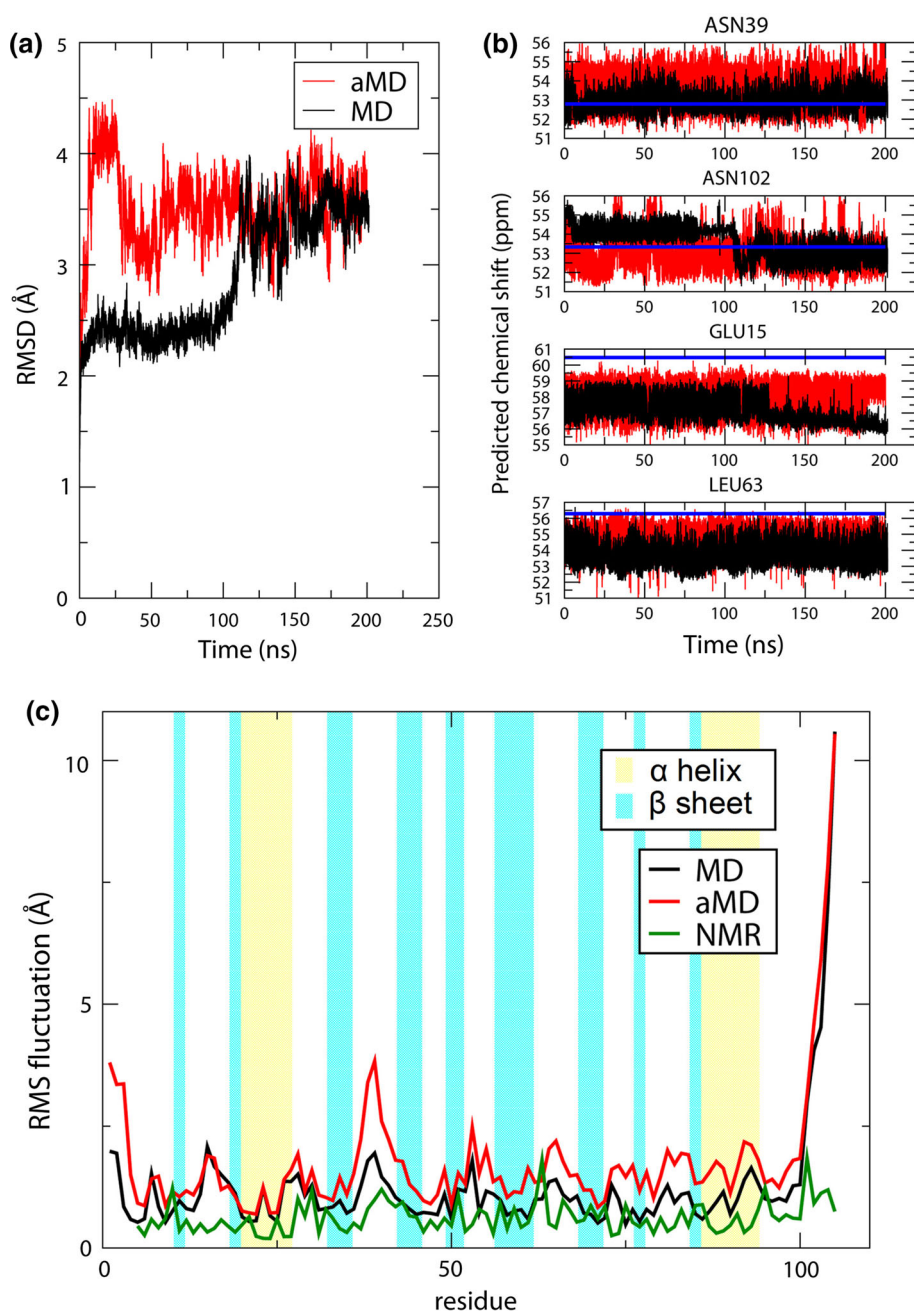 (a)
5
4
3
2
1
0
RMSD (Å)
0 50 100 150 200 250
Time (ns)
aMD
MD
(b)
Predicted chemical shift (ppm)
ASN39
56
55
54
53
52
51
0 50 100 150 200
ASN102
55
54
53
52
51
0 50 100 150 200
GLU15
61
60
59
58
57
56
55
0 50 100 150 200
LEU63
57
56
55
54
53
52
51
0 50 100 150 200
Time (ns)
(c)
10
5
0
RMS fluctuation (Å)
α helix
β sheet
MD
aMD
NMR
0 50 100
residue